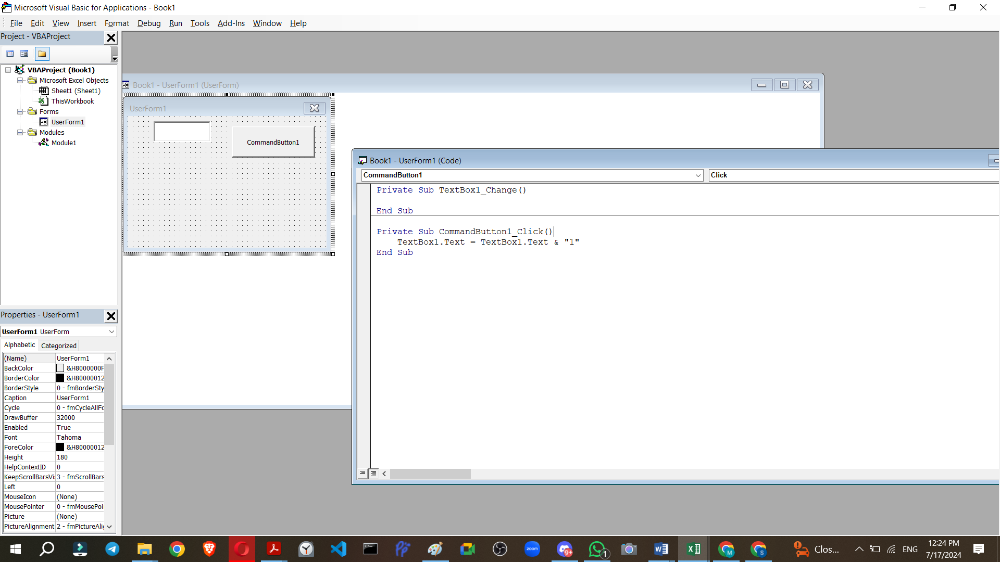 Microsoft Visual Basic for Applications - Book1
File Edit View Insert Format Debug Run Tools Add-Ins Window Help
Project - VBAProject
VBAProject (Book1)
Microsoft Excel Objects
Sheet1 (Sheet1)
ThisWorkbook
Forms
UserForm1
Modules
Module1
Properties - UserForm1
UserForm1 UserForm
Alphabetic Categorized
(Name) UserForm1
BackColor &H8000000F
BorderColor &H80000012
BorderStyle 0 - fmBorderSty
Caption UserForm1
Cycle 0 - fmCycleAllFo
DrawBuffer 32000
Enabled True
Font Tahoma
ForeColor &H80000012
Height 180
HelpContextID 0
KeepScrollBarsVis 3 - fmScrollBars
Left 0
MouseIcon (None)
MousePointer 0 - fmMousePoi
Picture (None)
PictureAlignment 2 - fmPictureAlig
Book1 - UserForm1 (UserForm)
UserForm1
CommandButton1
Book1 - UserForm1 (Code)
CommandButton1 Click
Private Sub TextBox1_Change()
End Sub
Private Sub CommandButton1_Click()
TextBox1.Text = TextBox1.Text & "1"
End Sub
zoom
1
Clos...
ENG
12:24 PM
7/17/2024